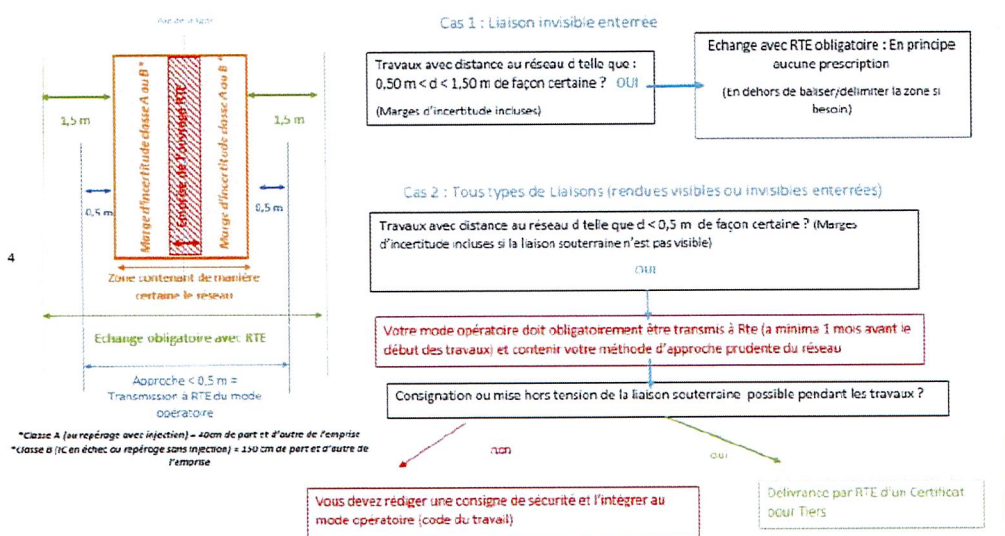 Cas 1 : Liaison invisible enterrée
Travaux avec distance au réseau d telle que :
0,50 m < d < 1,50 m de façon certaine ? OUI
(Marges d'incertitude incluses)
Echange avec RTE obligatoire : En principe
aucune prescription
(En dehors de baliser/délimiter la zone si
besoin)
1,5 m
1,5 m
0,5 m
0,5 m
Marge d'incertitude classe A ou B *
Emprise de l'ouvrage RTE
Marge d'incertitude classe A ou B *
Zone contenant de manière
certaine le réseau
Echange obligatoire avec RTE
Approche < 0,5 m =
Transmission à RTE du mode
opératoire
*Classe A (ou repérage avec injection) = 40cm de part et d'autre de l'emprise
*Classe B (IC en échec ou repérage sans injection) = 150 cm de part et d'autre de
l'emprise
4
Cas 2 : Tous types de Liaisons (rendues visibles ou invisibles enterrées)
Travaux avec distance au réseau d telle que d < 0,5 m de façon certaine ? (Marges
d'incertitude incluses si la liaison souterraine n'est pas visible)
OUI
Votre mode opératoire doit obligatoirement être transmis à Rte (a minima 1 mois avant le
début des travaux) et contenir votre méthode d'approche prudente du réseau
Consignation ou mise hors tension de la liaison souterraine possible pendant les travaux ?
non
oui
Vous devez rédiger une consigne de sécurité et l'intégrer au
mode opératoire (code du travail)
Délivrance par RTE d'un Certificat
pour Tiers